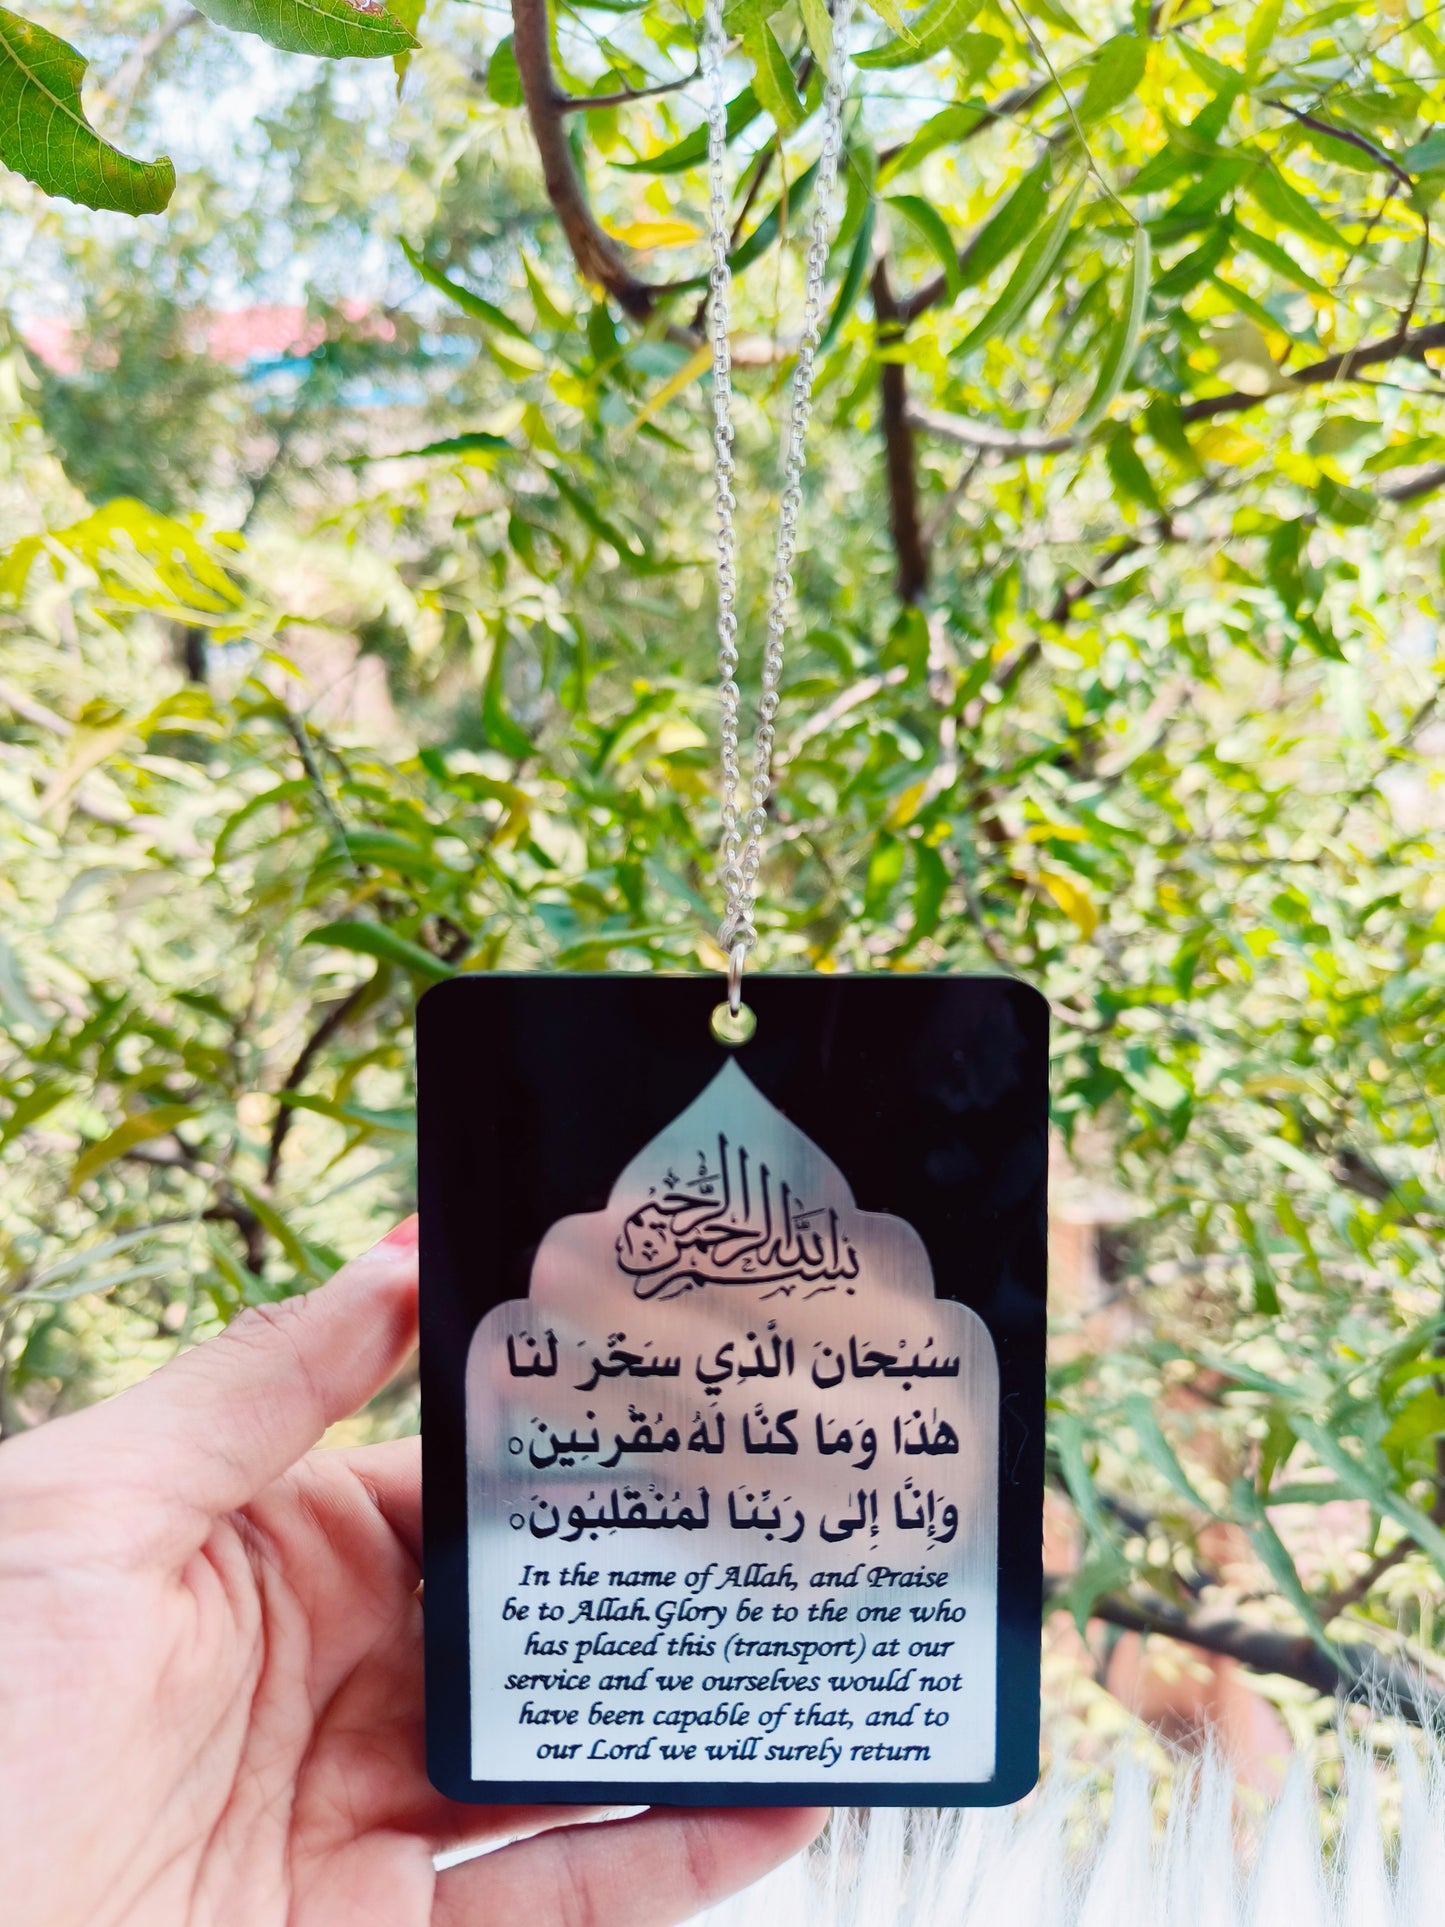 بسم الله الرحمن الرحيم
سُبْحَانَ الَّذِي سَخَّرَ لَنَا
هٰذَا وَمَا كُنَّا لَهُ مُقْرِنِينَ○
وَإِنَّا إِلٰى رَبِّنَا لَمُنْقَلِبُونَ○
In the name of Allah, and Praise
be to Allah. Glory be to the one who
has placed this (transport) at our
service and we ourselves would not
have been capable of that, and to
our Lord we will surely return